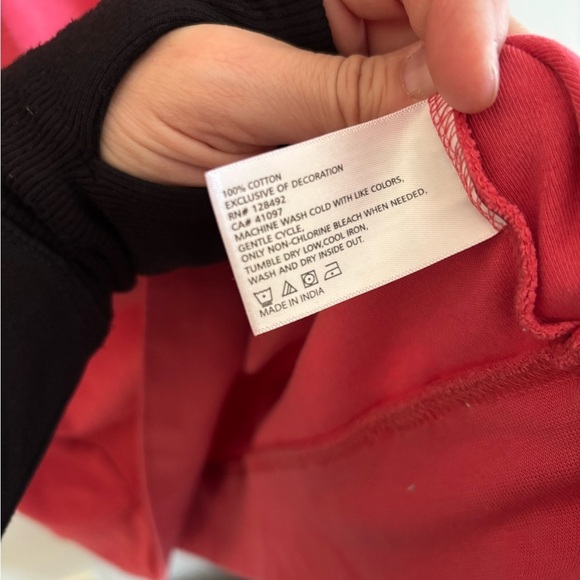 100% COTTON
EXCLUSIVE OF DECORATION
RN# 128492
CA# 41097
MACHINE WASH COLD WITH LIKE COLORS,
GENTLE CYCLE,
ONLY NON-CHLORINE BLEACH WHEN NEEDED,
TUMBLE DRY LOW,COOL IRON,
WASH AND DRY INSIDE OUT.
MADE IN INDIA